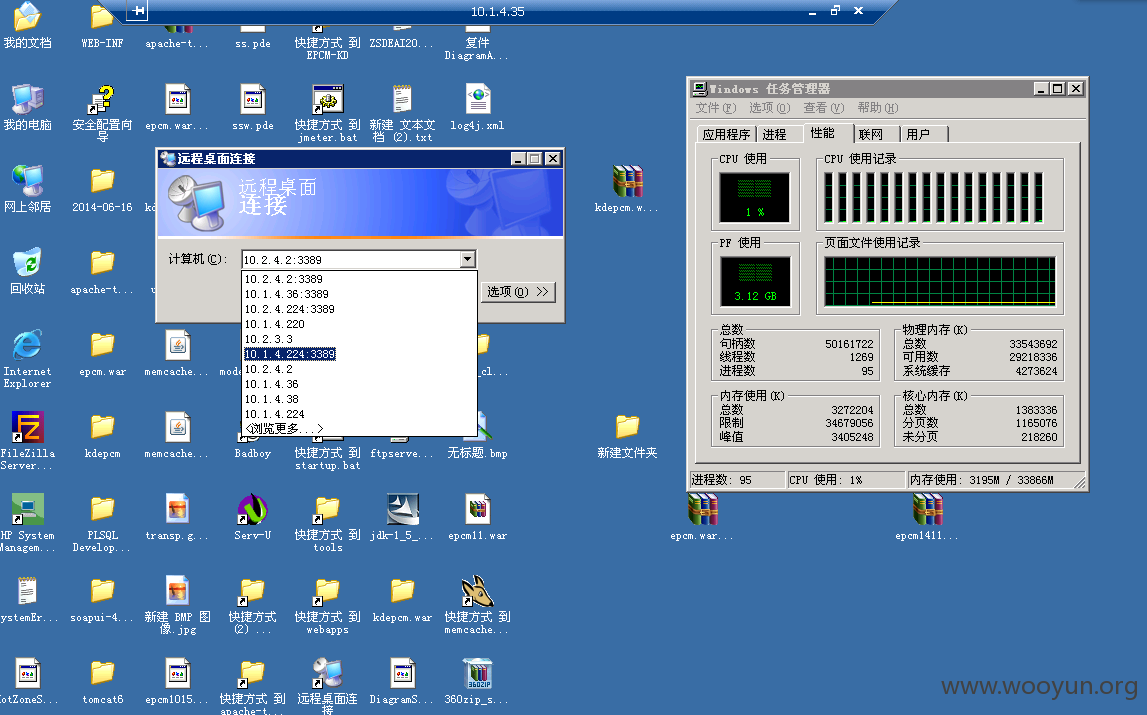 10.1.4.35
我的文档
WEB-INF
apache-t...
ss.pde
快捷方式 到
EPCM-KD
ZSDEAI20...
复件
DiagramA...
我的电脑
安全配置向
导
epcm.war...
ssw.pde
快捷方式 到
jmeter.bat
新建 文本文
档 (2).txt
log4j.xml
网上邻居
2014-06-16
kdepcm.w...
回收站
apache-t...
Internet
Explorer
epcm.war
memcache...
_cl...
FileZilla
Server...
kdepcm
memcache...
Badboy
快捷方式 到
startup.bat
ftpserve...
无标题.bmp
新建文件夹
HP System
Managem...
PLSQL
Develop...
transp.g...
Serv-U
快捷方式 到
tools
jdk-1_5_...
epcm11.war
epcm.war...
epcm1411...
ystemEr...
soapui-4...
新建 BMP 图
像.jpg
快捷方式
(2) ...
快捷方式 到
webapps
kdepcm.war
快捷方式 到
memcache...
otZoneS...
tomcat6
epcm1015...
快捷方式 到
apache-t...
远程桌面连
接
DiagramS...
360zip_s...
360ZIP
远程桌面连接
远程桌面
连接
计算机(C):
10.2.4.2:3389
10.2.4.2:3389
10.1.4.36:3389
10.2.4.224:3389
10.1.4.220
10.2.3.3
10.1.4.224:3389
10.2.4.2
10.1.4.36
10.1.4.38
10.1.4.224
<浏览更多...>
选项(O) >>
Windows 任务管理器
文件(F) 选项(O) 查看(V) 帮助(H)
应用程序 进程 性能 联网 用户
CPU 使用
1 %
CPU 使用记录
PF 使用
3.12 GB
页面文件使用记录
总数
句柄数 50161722
线程数 1269
进程数 95
物理内存(K)
总数 33543692
可用数 29218336
系统缓存 4273624
内存使用(K)
总数 3272204
限制 34679056
峰值 3405248
核心内存(K)
总数 1383336
分页数 1165076
未分页 218260
进程数: 95 CPU 使用: 1% 内存使用: 3195M / 33866M
www.wooyun.org